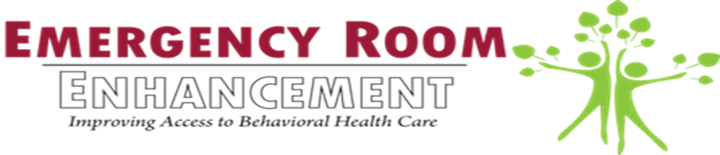 EMERGENCY ROOM
ENHANCEMENT
Improving Access to Behavioral Health Care